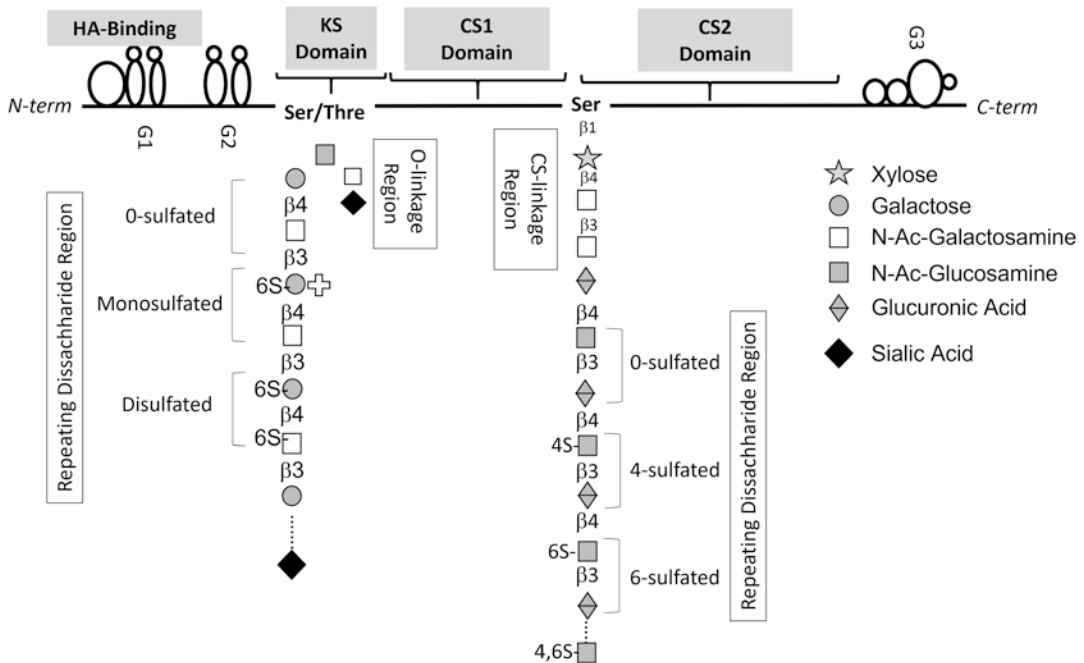 HA-Binding
KS
Domain
CS1
Domain
CS2
Domain
G3
N-term
C-term
G1
G2
Ser/Thre
Ser
Repeating Dissachharide Region
0-sulfated
Monosulfated
Disulfated
β4
β3
6S-
β4
β3
6S-
β4
6S-
β3
O-linkage
Region
CS-linkage
Region
β1
β4
β3
β4
β3
β4
4S-
β3
β4
6S-
β3
4,6S-
0-sulfated
4-sulfated
6-sulfated
Repeating Dissachharide Region
Xylose
Galactose
N-Ac-Galactosamine
N-Ac-Glucosamine
Glucuronic Acid
Sialic Acid